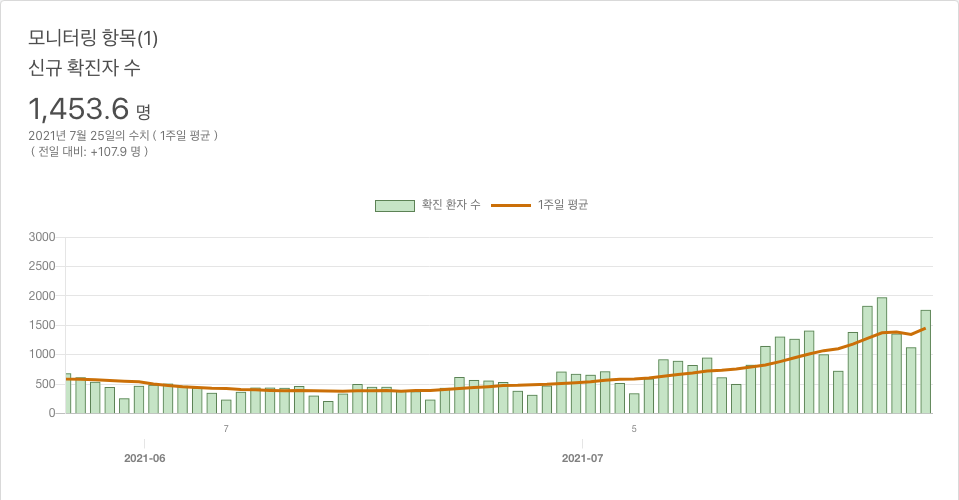 모니터링 항목(1)
신규 확진자 수
1,453.6 명
2021년 7월 25일의 수치 ( 1주일 평균 )
( 전일 대비: +107.9 명 )
확진 환자 수 1주일 평균
3000
2500
2000
1500
1000
500
0
7 5
2021-06 2021-07